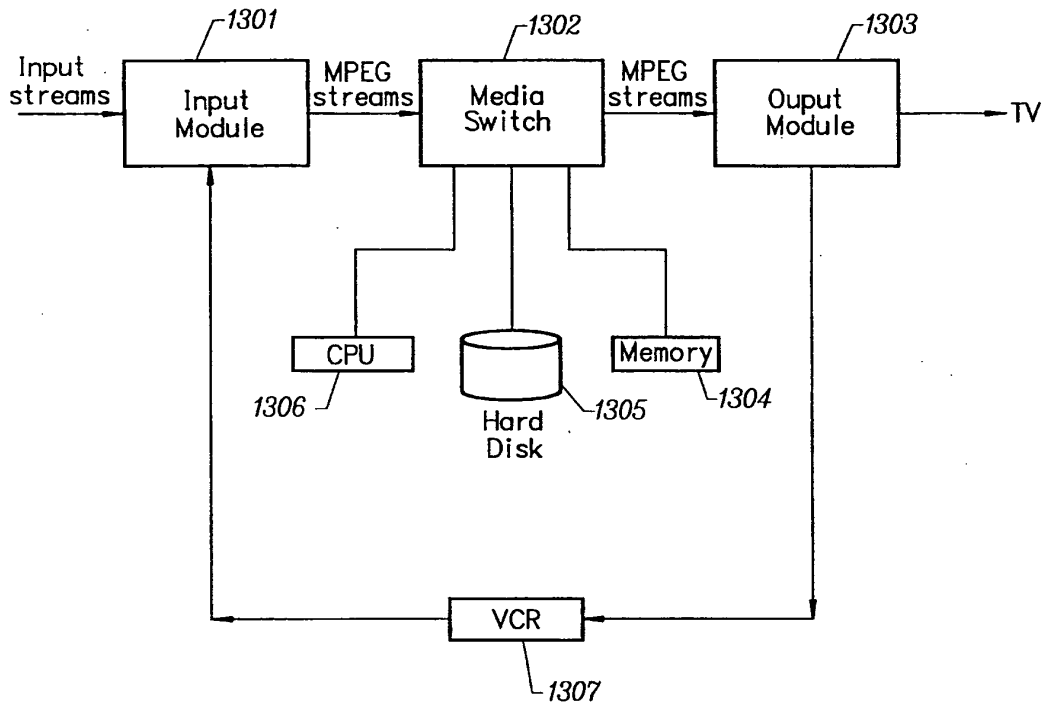 1301
1302
1303
Input
streams
Input
Module
MPEG
streams
Media
Switch
MPEG
streams
Ouput
Module
TV
CPU
1306
Hard
Disk
1305
Memory
1304
VCR
1307